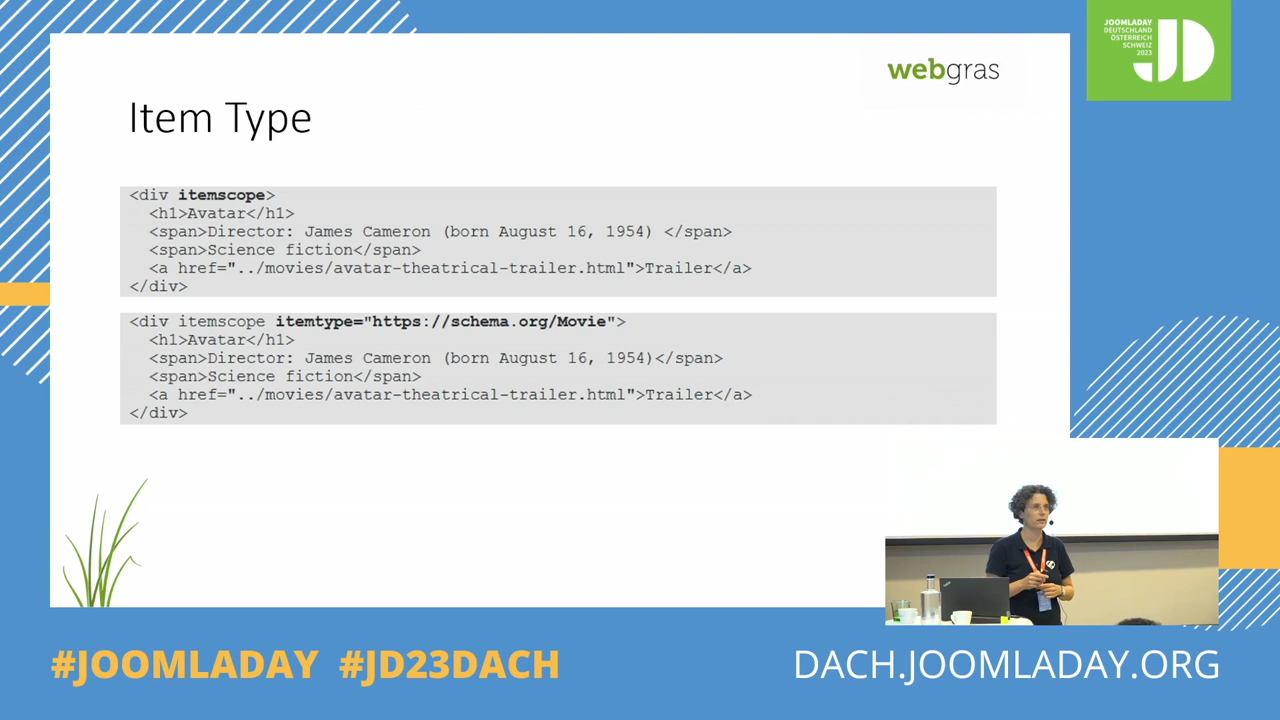 JOOMLADAY
DEUTSCHLAND
ÖSTERREICH
SCHWEIZ
2023
JD
webgras
Item Type
<div itemscope>
  <h1>Avatar</h1>
  <span>Director: James Cameron (born August 16, 1954) </span>
  <span>Science fiction</span>
  <a href="../movies/avatar-theatrical-trailer.html">Trailer</a>
</div>
<div itemscope itemtype="https://schema.org/Movie">
  <h1>Avatar</h1>
  <span>Director: James Cameron (born August 16, 1954)</span>
  <span>Science fiction</span>
  <a href="../movies/avatar-theatrical-trailer.html">Trailer</a>
</div>
#JOOMLADAY #JD23DACH
DACH.JOOMLADAY.ORG